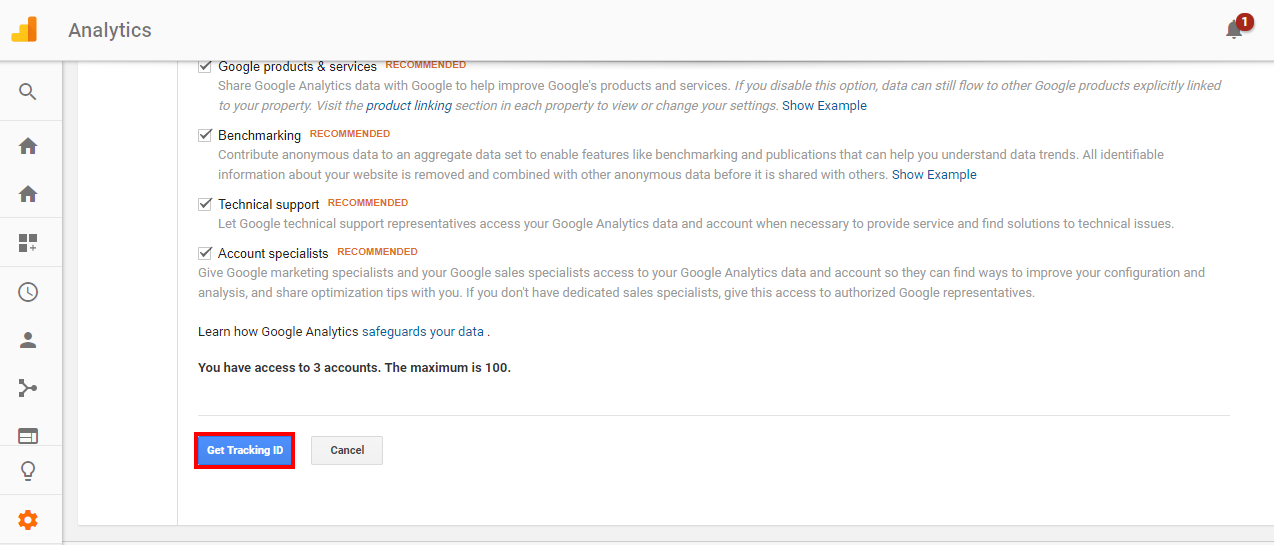 Analytics
1
Google products & services RECOMMENDED
Share Google Analytics data with Google to help improve Google's products and services. If you disable this option, data can still flow to other Google products explicitly linked
to your property. Visit the product linking section in each property to view or change your settings. Show Example
Benchmarking RECOMMENDED
Contribute anonymous data to an aggregate data set to enable features like benchmarking and publications that can help you understand data trends. All identifiable
information about your website is removed and combined with other anonymous data before it is shared with others. Show Example
Technical support RECOMMENDED
Let Google technical support representatives access your Google Analytics data and account when necessary to provide service and find solutions to technical issues.
Account specialists RECOMMENDED
Give Google marketing specialists and your Google sales specialists access to your Google Analytics data and account so they can find ways to improve your configuration and
analysis, and share optimization tips with you. If you don't have dedicated sales specialists, give this access to authorized Google representatives.
Learn how Google Analytics safeguards your data .
You have access to 3 accounts. The maximum is 100.
Get Tracking ID Cancel